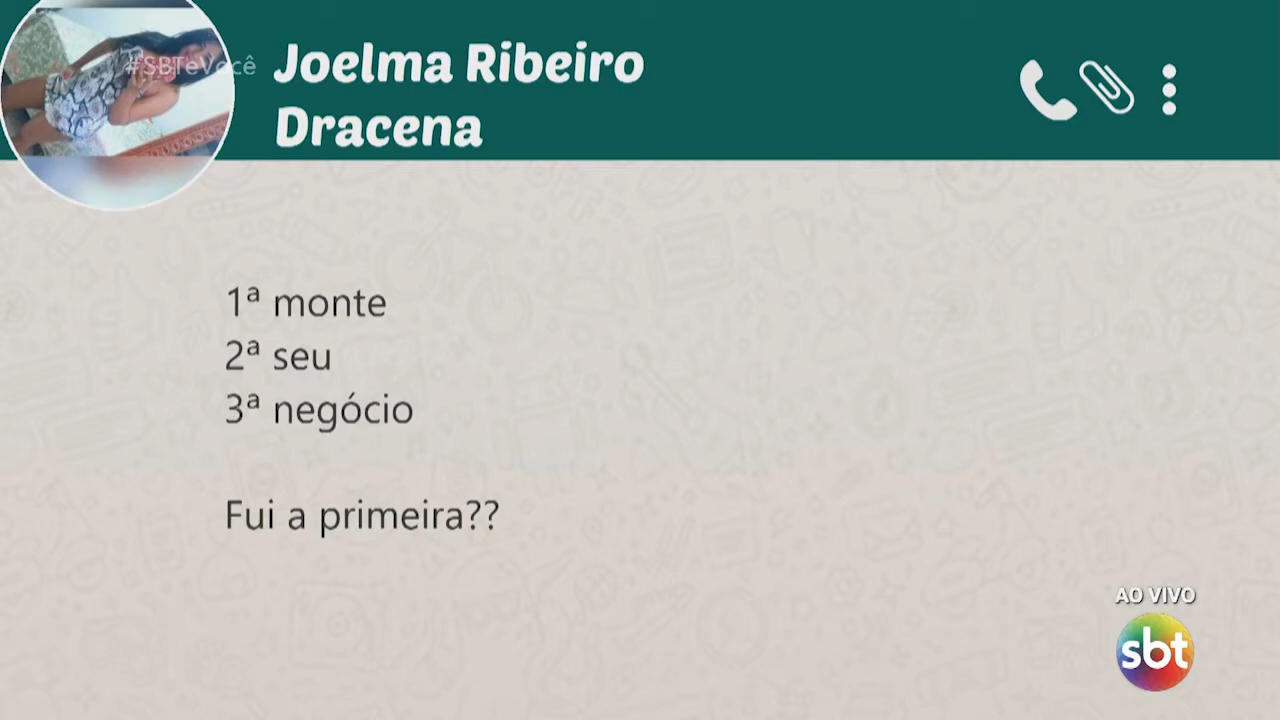 #SBTeVocê
Joelma Ribeiro
Dracena
1ª monte
2ª seu
3ª negócio
Fui a primeira??
AO VIVO
sbt